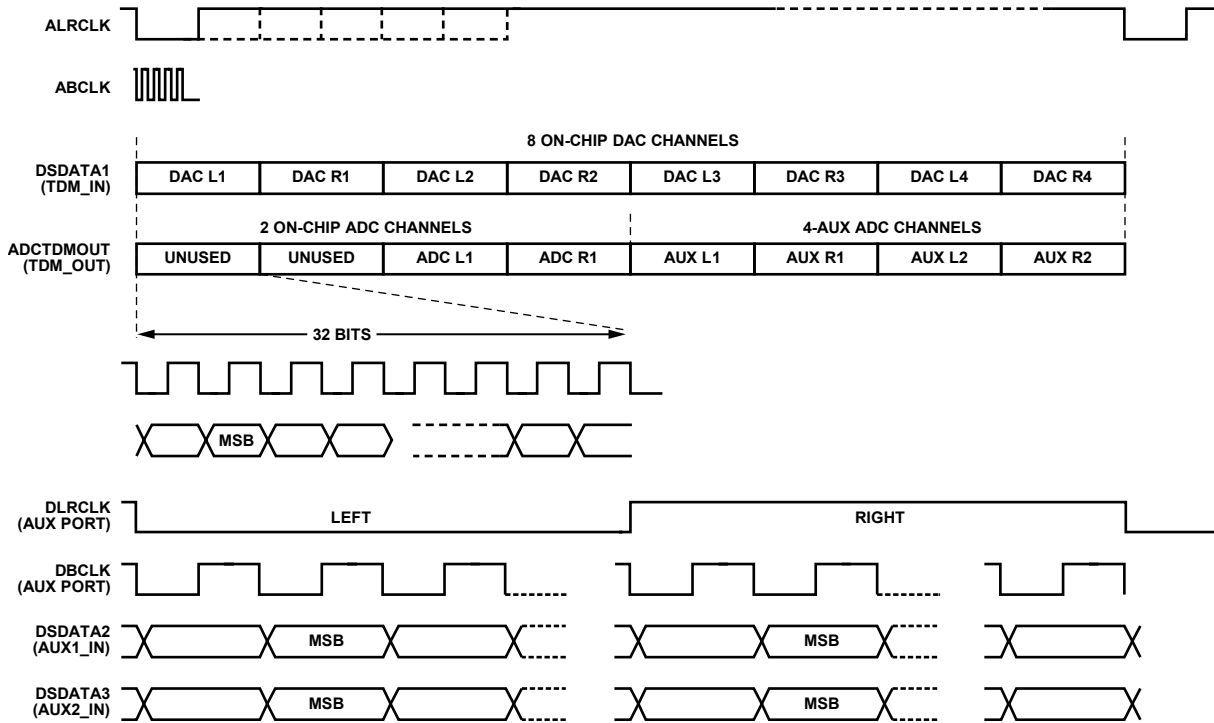 ALRCLK
ABCLK
8 ON-CHIP DAC CHANNELS
DSDATA1
(TDM_IN)
DAC L1 DAC R1 DAC L2 DAC R2 DAC L3 DAC R3 DAC L4 DAC R4
2 ON-CHIP ADC CHANNELS 4-AUX ADC CHANNELS
ADCTDMOUT
(TDM_OUT)
UNUSED UNUSED ADC L1 ADC R1 AUX L1 AUX R1 AUX L2 AUX R2
32 BITS
MSB
DLRCLK
(AUX PORT)
LEFT RIGHT
DBCLK
(AUX PORT)
DSDATA2
(AUX1_IN)
MSB MSB
DSDATA3
(AUX2_IN)
MSB MSB